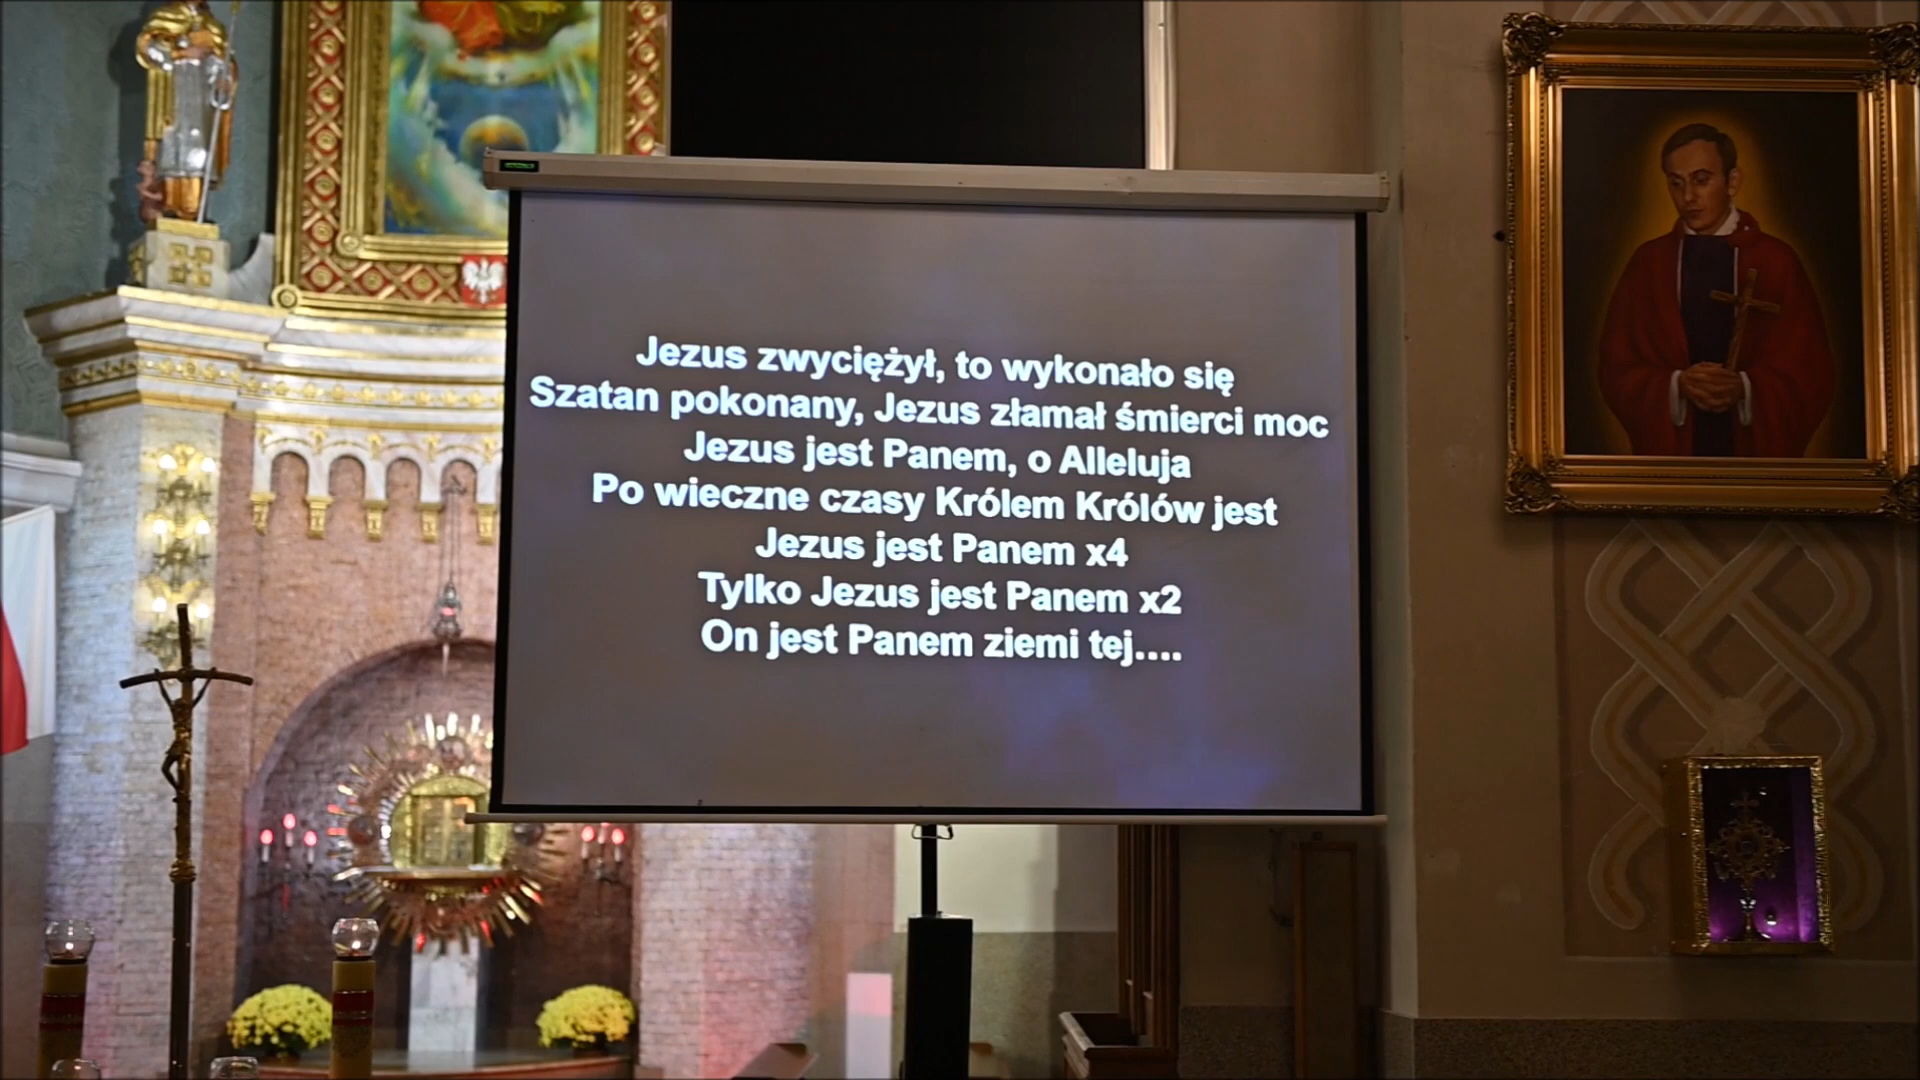 Jezus zwyciężył, to wykonało się
Szatan pokonany, Jezus złamał śmierci moc
Jezus jest Panem, o Alleluja
Po wieczne czasy Królem Królów jest
Jezus jest Panem x4
Tylko Jezus jest Panem x2
On jest Panem ziemi tej....